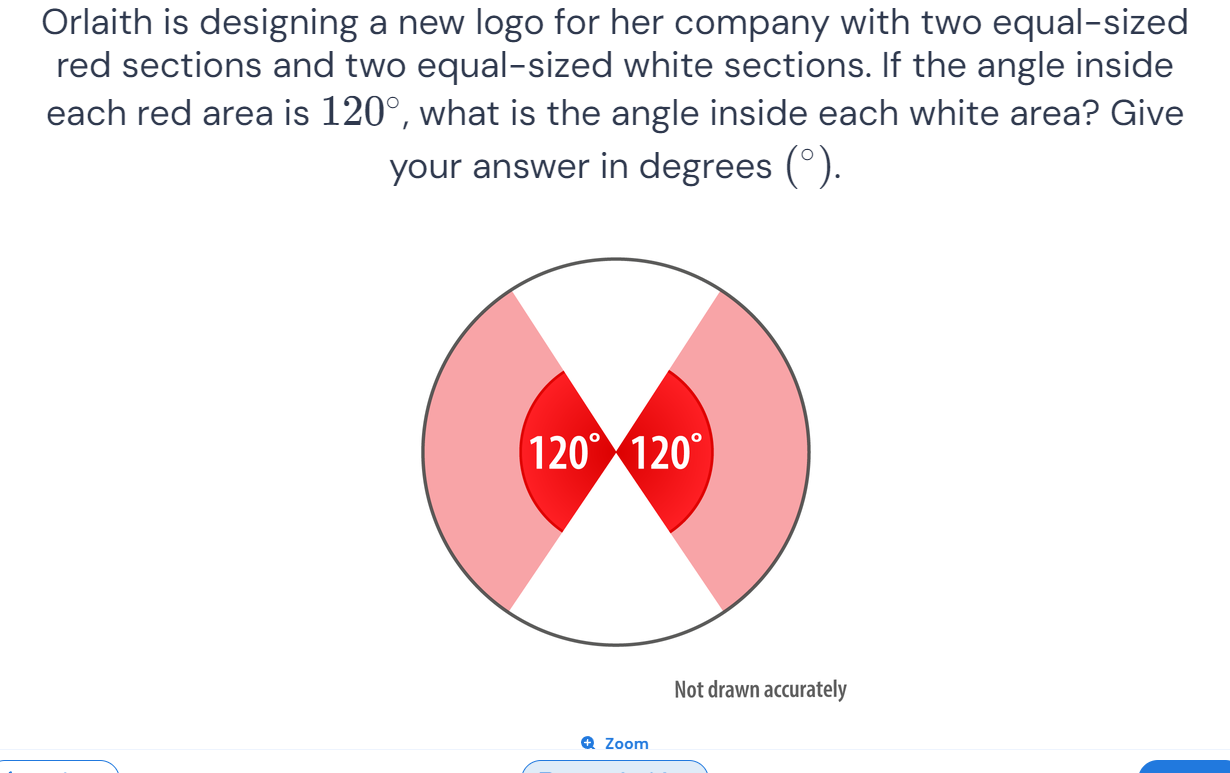 Orlaith is designing a new logo for her company with two equal-sized
red sections and two equal-sized white sections. If the angle inside
each red area is 120°, what is the angle inside each white area? Give
your answer in degrees (°).
120° 120°
Not drawn accurately
Zoom